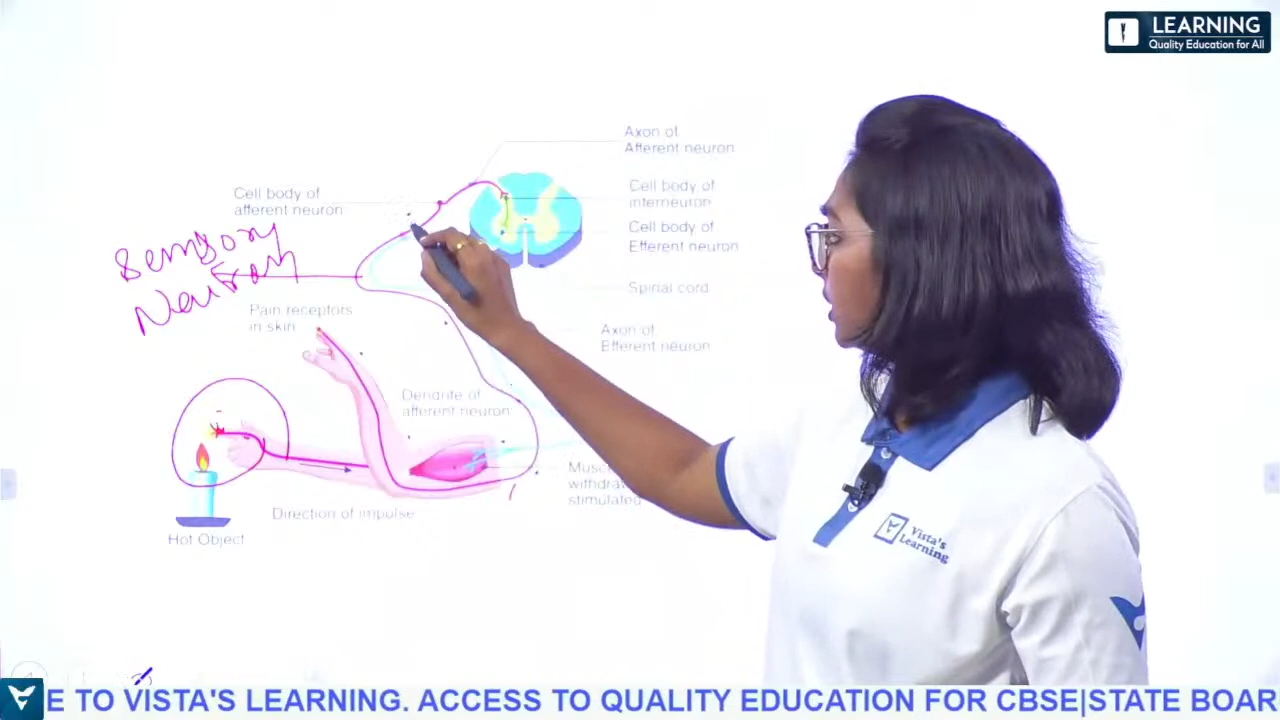 LEARNING
Quality Education for All
Axon of
Afferent neuron
Cell body of
afferent neuron
Cell body of
interneuron
Cell body of
Efferent neuron
Sensory
Neuron
Spinal cord
Pain receptors
in skin
Axon of
Efferent neuron
Dendrite of
afferent neuron
stimulated
Direction of impulse
Hot Object
Vista's
Learning
E TO VISTA'S LEARNING. ACCESS TO QUALITY EDUCATION FOR CBSE|STATE BOAR